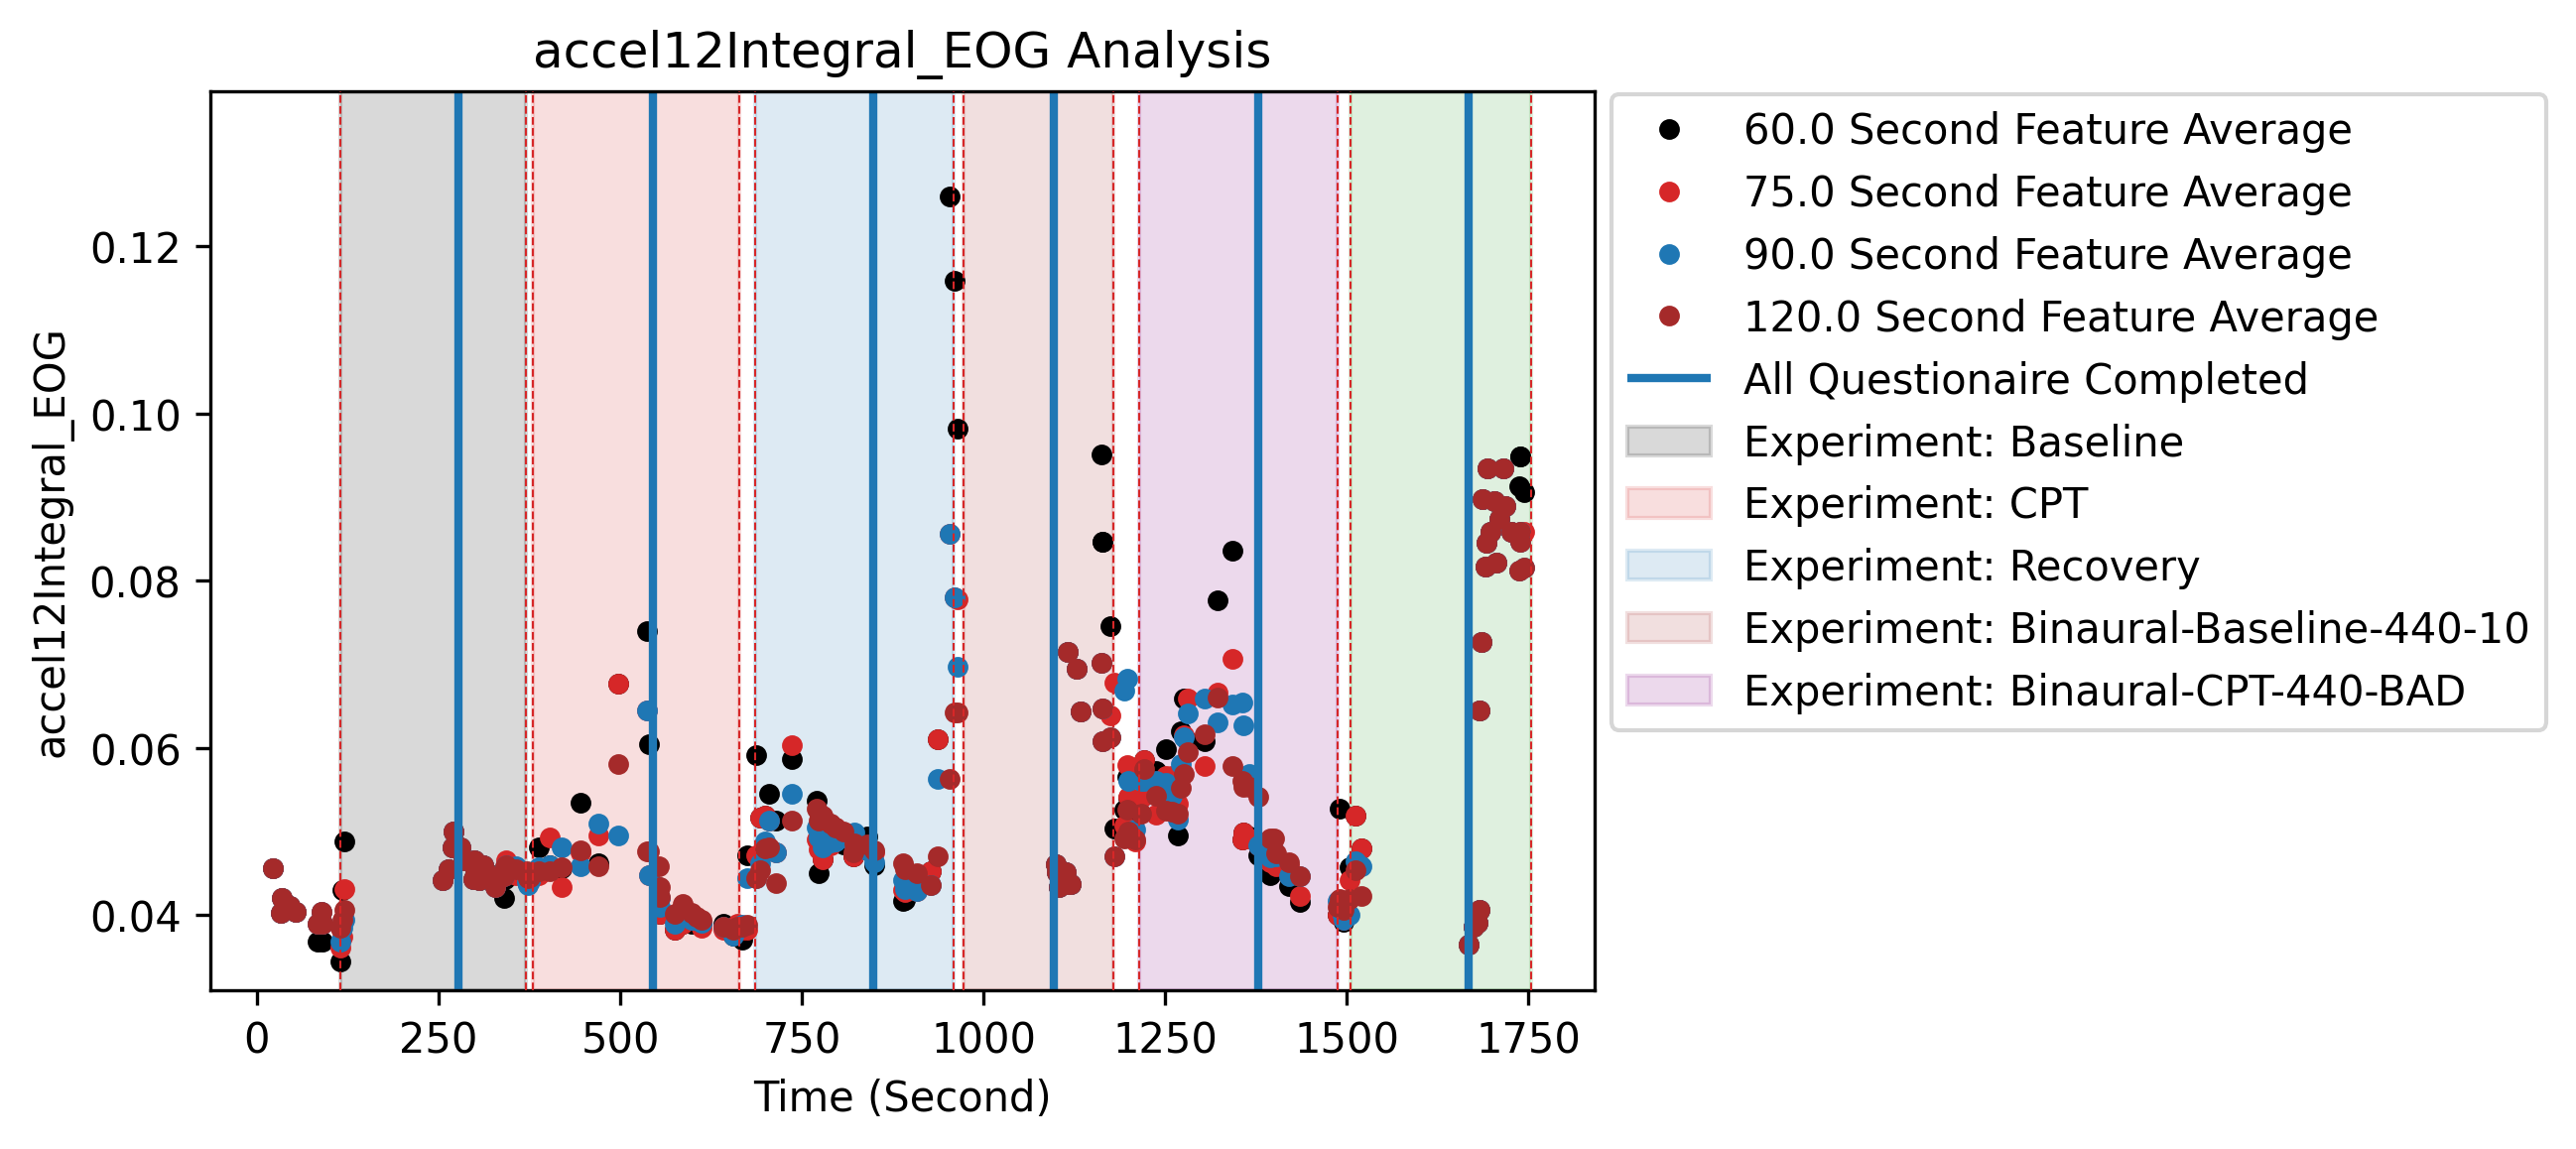 accel12Integral_EOG Analysis
accel12Integral_EOG
0.12
0.10
0.08
0.06
0.04
0
250
500
750
1000
1250
1500
1750
Time (Second)
60.0 Second Feature Average
75.0 Second Feature Average
90.0 Second Feature Average
120.0 Second Feature Average
All Questionaire Completed
Experiment: Baseline
Experiment: CPT
Experiment: Recovery
Experiment: Binaural-Baseline-440-10
Experiment: Binaural-CPT-440-BAD